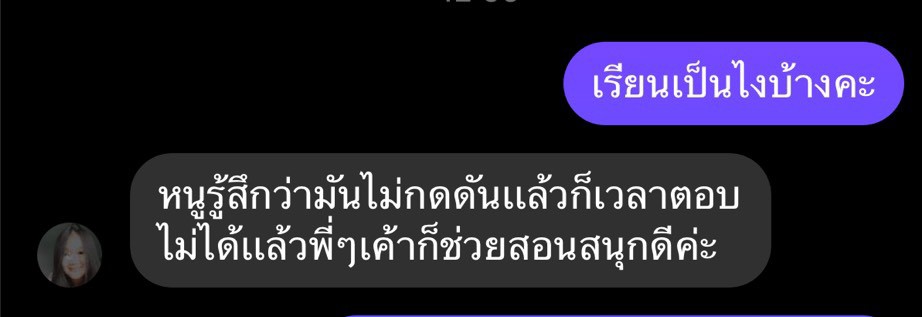 เรียนเป็นไงบ้างคะ
หนูรู้สึกว่ามันไม่กดดันแล้วก็เวลาตอบ
ไม่ได้แล้วพี่ๆเค้าก็ช่วยสอนสนุกดีค่ะ